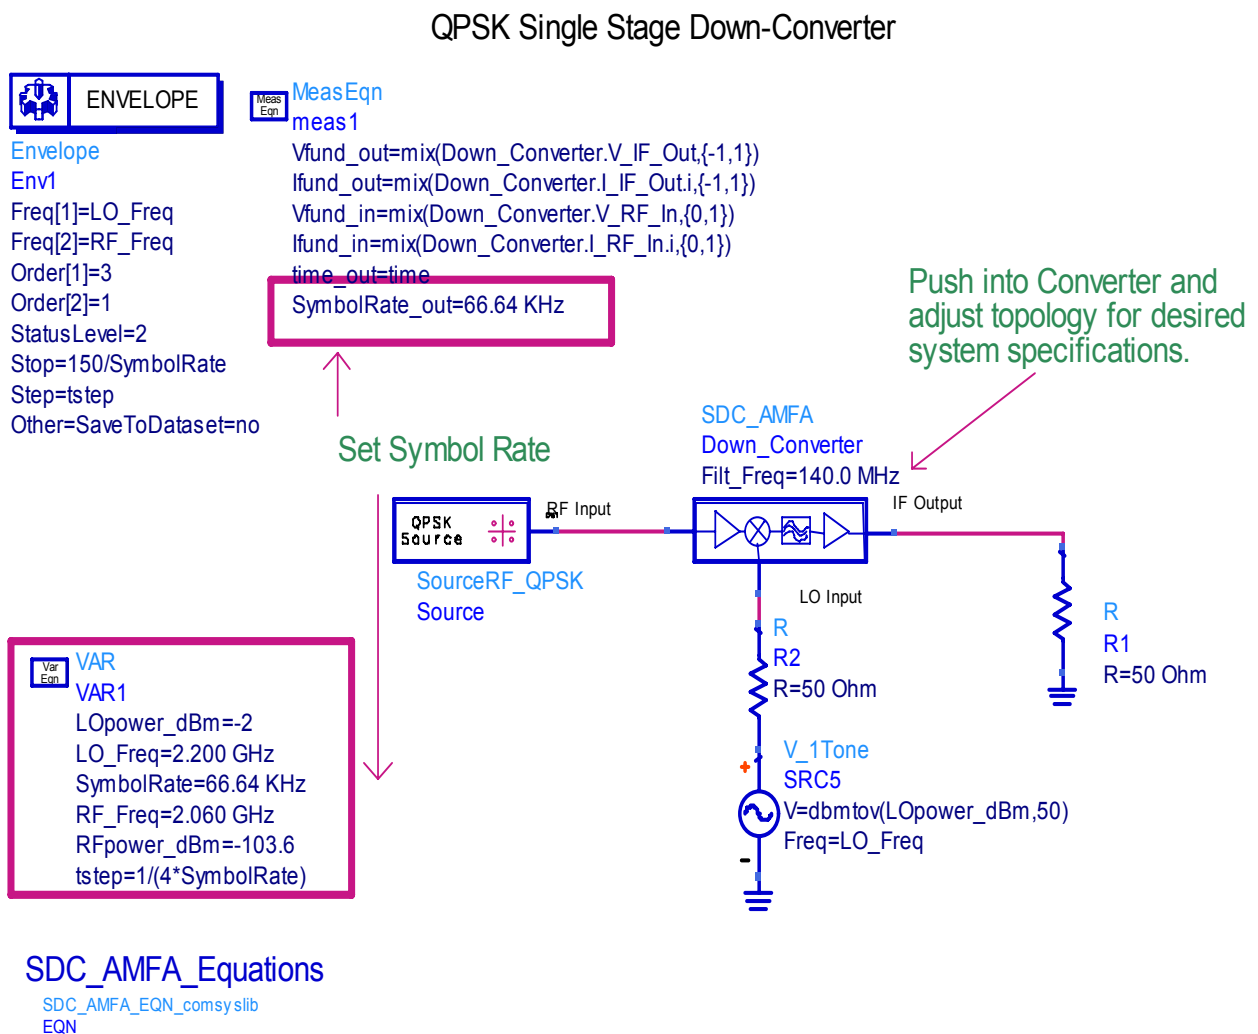 QPSK Single Stage Down-Converter
ENVELOPE
Envelope
Env1
Freq[1]=LO_Freq
Freq[2]=RF_Freq
Order[1]=3
Order[2]=1
StatusLevel=2
Stop=150/SymbolRate
Step=tstep
Other=SaveToDataset=no
Meas
Eqn
MeasEqn
meas1
Vfund_out=mix(Down_Converter.V_IF_Out,{-1,1})
Ifund_out=mix(Down_Converter.I_IF_Out.i,{-1,1})
Vfund_in=mix(Down_Converter.V_RF_In,{0,1})
Ifund_in=mix(Down_Converter.I_RF_In.i,{0,1})
time_out=time
SymbolRate_out=66.64 KHz
Push into Converter and
adjust topology for desired
system specifications.
Set Symbol Rate
SDC_AMFA
Down_Converter
Filt_Freq=140.0 MHz
QPSK
Source
RF Input
IF Output
SourceRF_QPSK
Source
LO Input
R
R2
R=50 Ohm
R
R1
R=50 Ohm
V_1Tone
SRC5
V=dbmtov(LOpower_dBm,50)
Freq=LO_Freq
+
-
Var
Eqn
VAR
VAR1
LOpower_dBm=-2
LO_Freq=2.200 GHz
SymbolRate=66.64 KHz
RF_Freq=2.060 GHz
RFpower_dBm=-103.6
tstep=1/(4*SymbolRate)
SDC_AMFA_Equations
SDC_AMFA_EQN_comsyslib
EQN